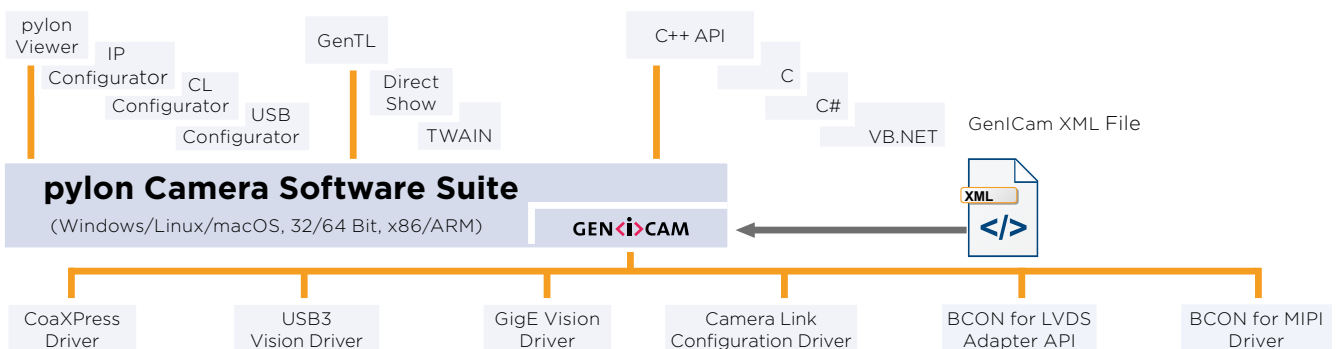 pylon
Viewer
IP
Configurator
CL
Configurator
USB
Configurator
GenTL
Direct
Show
TWAIN
C++ API
C
C#
VB.NET
GenICam XML File
XML
</>
pylon Camera Software Suite
(Windows/Linux/macOS, 32/64 Bit, x86/ARM)
GEN<i>CAM
CoaXPress
Driver
USB3
Vision Driver
GigE Vision
Driver
Camera Link
Configuration Driver
BCON for LVDS
Adapter API
BCON for MIPI
Driver